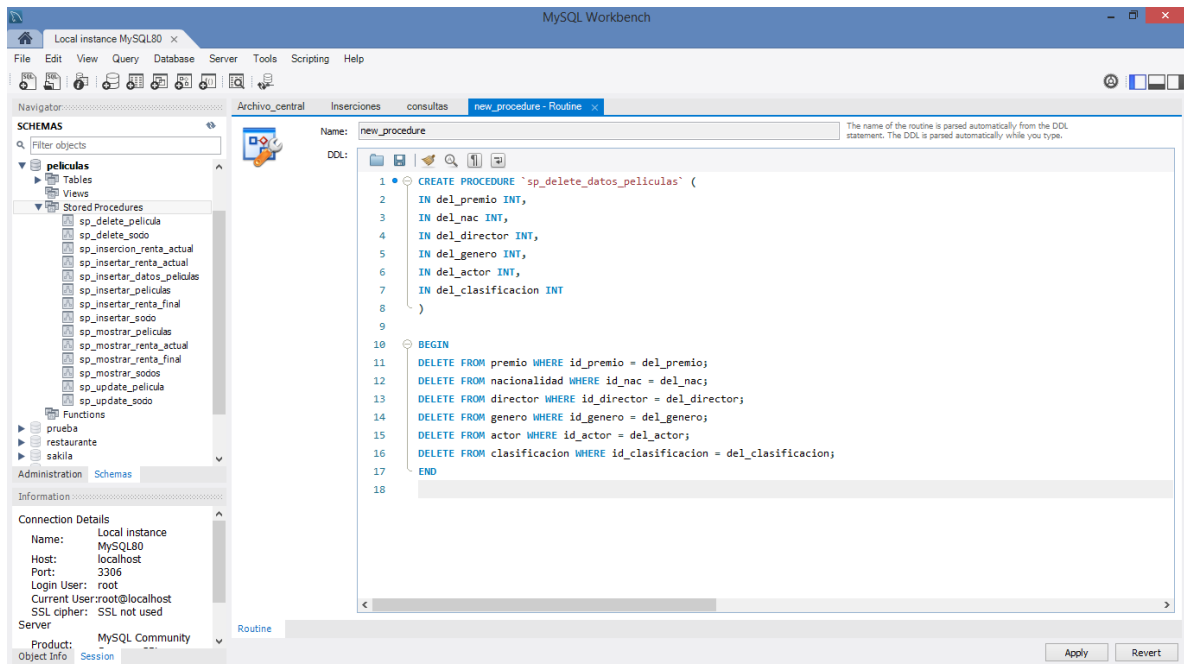 MySQL Workbench
Local instance MySQL80 ×
File Edit View Query Database Server Tools Scripting Help
Navigator
SCHEMAS
Filter objects
peliculas
Tables
Views
Stored Procedures
sp_delete_pelicula
sp_delete_socio
sp_insercion_renta_actual
sp_insertar_renta_actual
sp_insertar_datos_peliculas
sp_insertar_peliculas
sp_insertar_renta_final
sp_insertar_socio
sp_mostrar_peliculas
sp_mostrar_renta_actual
sp_mostrar_renta_final
sp_mostrar_socios
sp_update_pelicula
sp_update_socio
Functions
prueba
restaurante
sakila
Administration Schemas
Information
Connection Details
Name: Local instance
MySQL80
Host: localhost
Port: 3306
Login User: root
Current User:root@localhost
SSL cipher: SSL not used
Server
Product: MySQL Community
Object Info Session
Archivo_central Inserciones consultas new_procedure - Routine ×
Name: new_procedure
The name of the routine is parsed automatically from the DDL
statement. The DDL is parsed automatically while you type.
DDL:
1 CREATE PROCEDURE `sp_delete_datos_peliculas` (
2 IN del_premio INT,
3 IN del_nac INT,
4 IN del_director INT,
5 IN del_genero INT,
6 IN del_actor INT,
7 IN del_clasificacion INT
8 )
9
10 BEGIN
11 DELETE FROM premio WHERE id_premio = del_premio;
12 DELETE FROM nacionalidad WHERE id_nac = del_nac;
13 DELETE FROM director WHERE id_director = del_director;
14 DELETE FROM genero WHERE id_genero = del_genero;
15 DELETE FROM actor WHERE id_actor = del_actor;
16 DELETE FROM clasificacion WHERE id_clasificacion = del_clasificacion;
17 END
18
Routine
Apply Revert